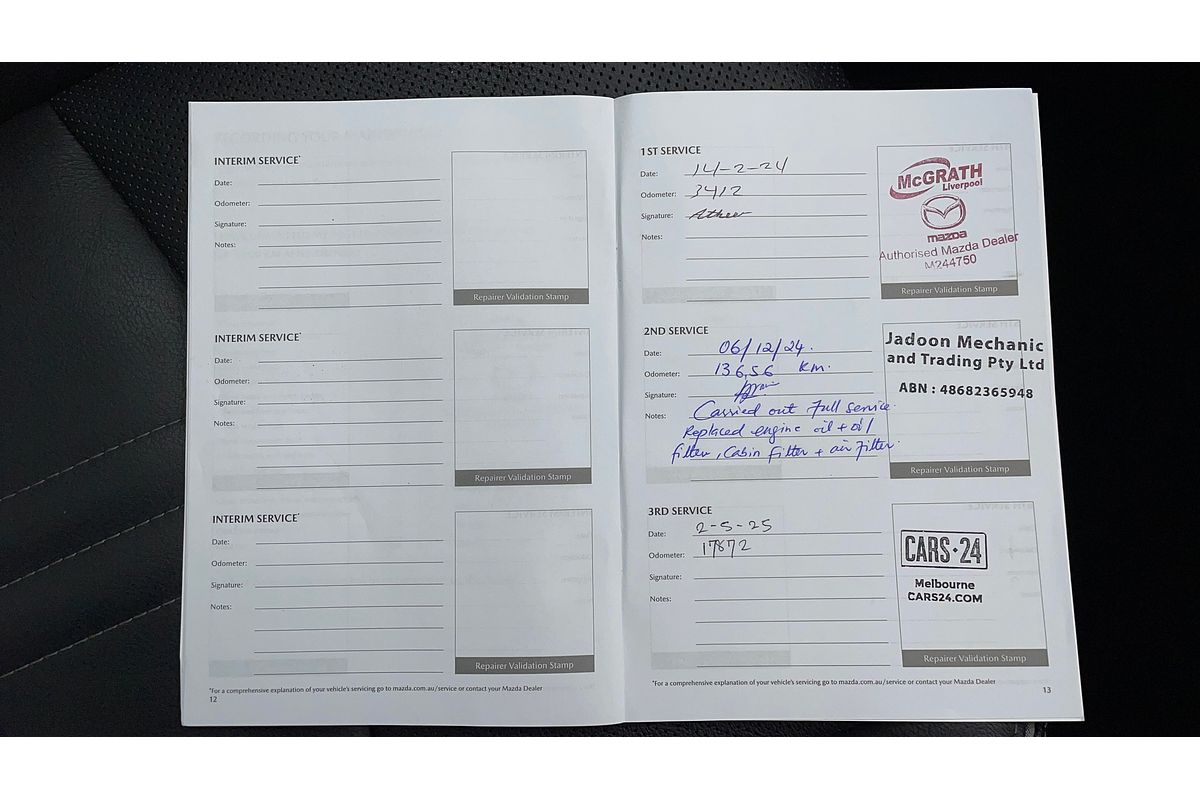 INTERIM SERVICE*
Date:
Odometer:
Signature:
Notes:
Repairer Validation Stamp
INTERIM SERVICE*
Date:
Odometer:
Signature:
Notes:
Repairer Validation Stamp
INTERIM SERVICE*
Date:
Odometer:
Signature:
Notes:
Repairer Validation Stamp
*For a comprehensive explanation of your vehicle's servicing go to mazda.com.au/service or contact your Mazda Dealer
12
1ST SERVICE
Date: 14-2-24
Odometer: 3412
Signature:
Notes:
McGRATH
Liverpool
mazda
Authorised Mazda Dealer
M244750
Repairer Validation Stamp
2ND SERVICE
Date: 06/12/24.
Odometer: 13656 Km.
Signature:
Notes: Carried out Full service.
Replaced engine oil + oil
filter, Cabin filter + air filter.
Jadoon Mechanic
and Trading Pty Ltd
ABN : 48682365948
Repairer Validation Stamp
3RD SERVICE
Date: 2-5-25
Odometer: 17872
Signature:
Notes:
CARS·24
Melbourne
CARS24.COM
Repairer Validation Stamp
*For a comprehensive explanation of your vehicle's servicing go to mazda.com.au/service or contact your Mazda Dealer
13